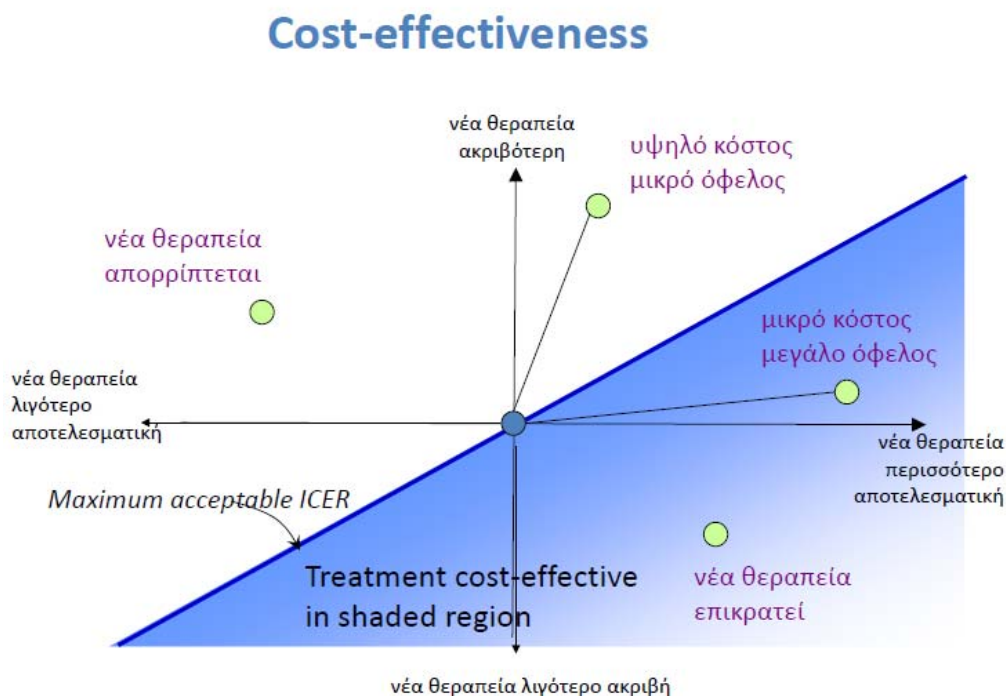 Cost-effectiveness
νέα θεραπεία
ακριβότερη
υψηλό κόστος
μικρό όφελος
νέα θεραπεία
απορρίπτεται
μικρό κόστος
μεγάλο όφελος
νέα θεραπεία
λιγότερο
αποτελεσματική
νέα θεραπεία
περισσότερο
αποτελεσματική
Maximum acceptable ICER
Treatment cost-effective
in shaded region
νέα θεραπεία
επικρατεί
νέα θεραπεία λιγότερο ακριβή